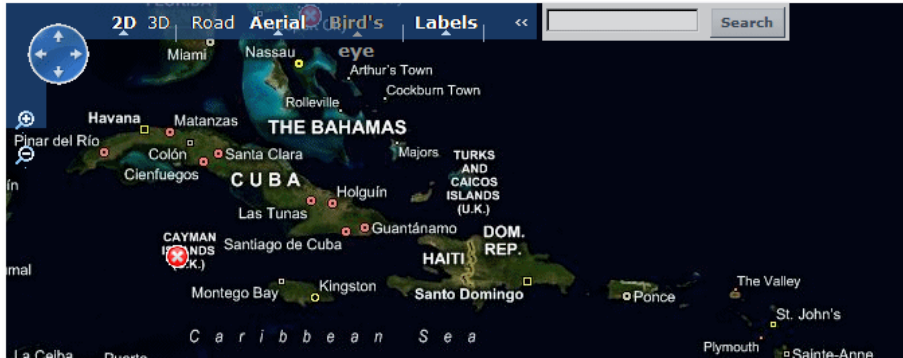 FLORIDA
2D 3D Road Aerial Bird's eye Labels «
Search
Miami
Nassau
Arthur's Town
Cockburn Town
Rolleville
Havana
Matanzas
THE BAHAMAS
Pinar del Río
Colón
Santa Clara
Majors
TURKS
AND
CAICOS
ISLANDS
(U.K.)
Cienfuegos
CUBA
Holguín
Las Tunas
Guantánamo
CAYMAN
ISLANDS
(U.K.)
Santiago de Cuba
DOM.
REP.
HAITI
Montego Bay
Kingston
Santo Domingo
Ponce
The Valley
St. John's
Caribbean Sea
Plymouth
Sainte-Anne
La Ceiba
Puerto